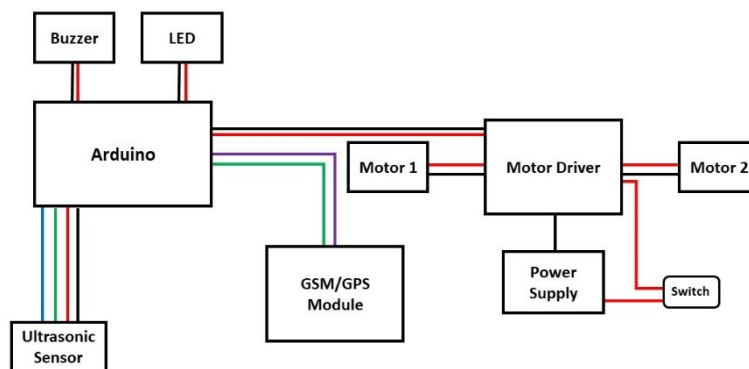 Buzzer
LED
Arduino
Motor 1
Motor Driver
Motor 2
GSM/GPS
Module
Power
Supply
Switch
Ultrasonic
Sensor